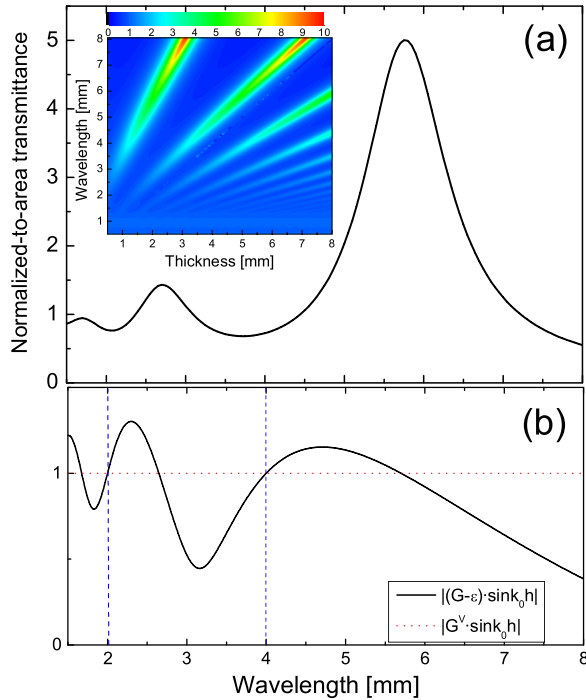 0 1 2 3 4 5 6 7 8 9 10
(a)
Normalized-to-area transmittance
5
4
3
2
1
0
Wavelength [mm]
8
7
6
5
4
3
2
1
1 2 3 4 5 6 7 8
Thickness [mm]
(b)
1
0
|(G-ε)·sink₀h|
|Gⱽ·sink₀h|
2 3 4 5 6 7 8
Wavelength [mm]